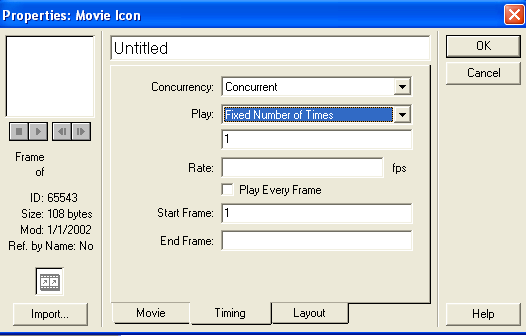 Properties: Movie Icon
Untitled
OK
Cancel
Concurrency: Concurrent
Play: Fixed Number of Times
1
Rate: fps
Play Every Frame
Start Frame: 1
End Frame:
Frame
of
ID: 65543
Size: 108 bytes
Mod: 1/1/2002
Ref. by Name: No
Import...
Movie
Timing
Layout
Help